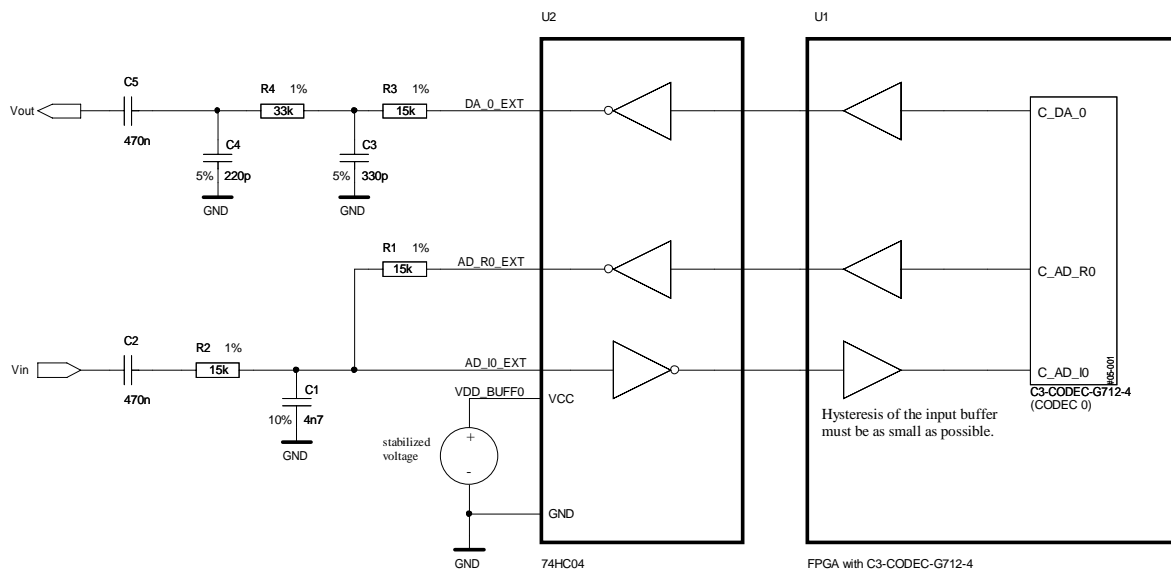 U2
U1
C5
R4 1%
R3 1%
DA_0_EXT
C_DA_0
Vout
33k
15k
470n
C4
C3
5% 220p
5% 330p
GND
GND
R1 1%
AD_R0_EXT
15k
C_AD_R0
C2
R2 1%
AD_I0_EXT
Vin
15k
C_AD_I0
#05-001
470n
C1
VDD_BUFF0
VCC
C3-CODEC-G712-4
(CODEC 0)
10% 4n7
Hysteresis of the input buffer
must be as small as possible.
GND
stabilized
voltage
+
-
GND
GND
74HC04
FPGA with C3-CODEC-G712-4